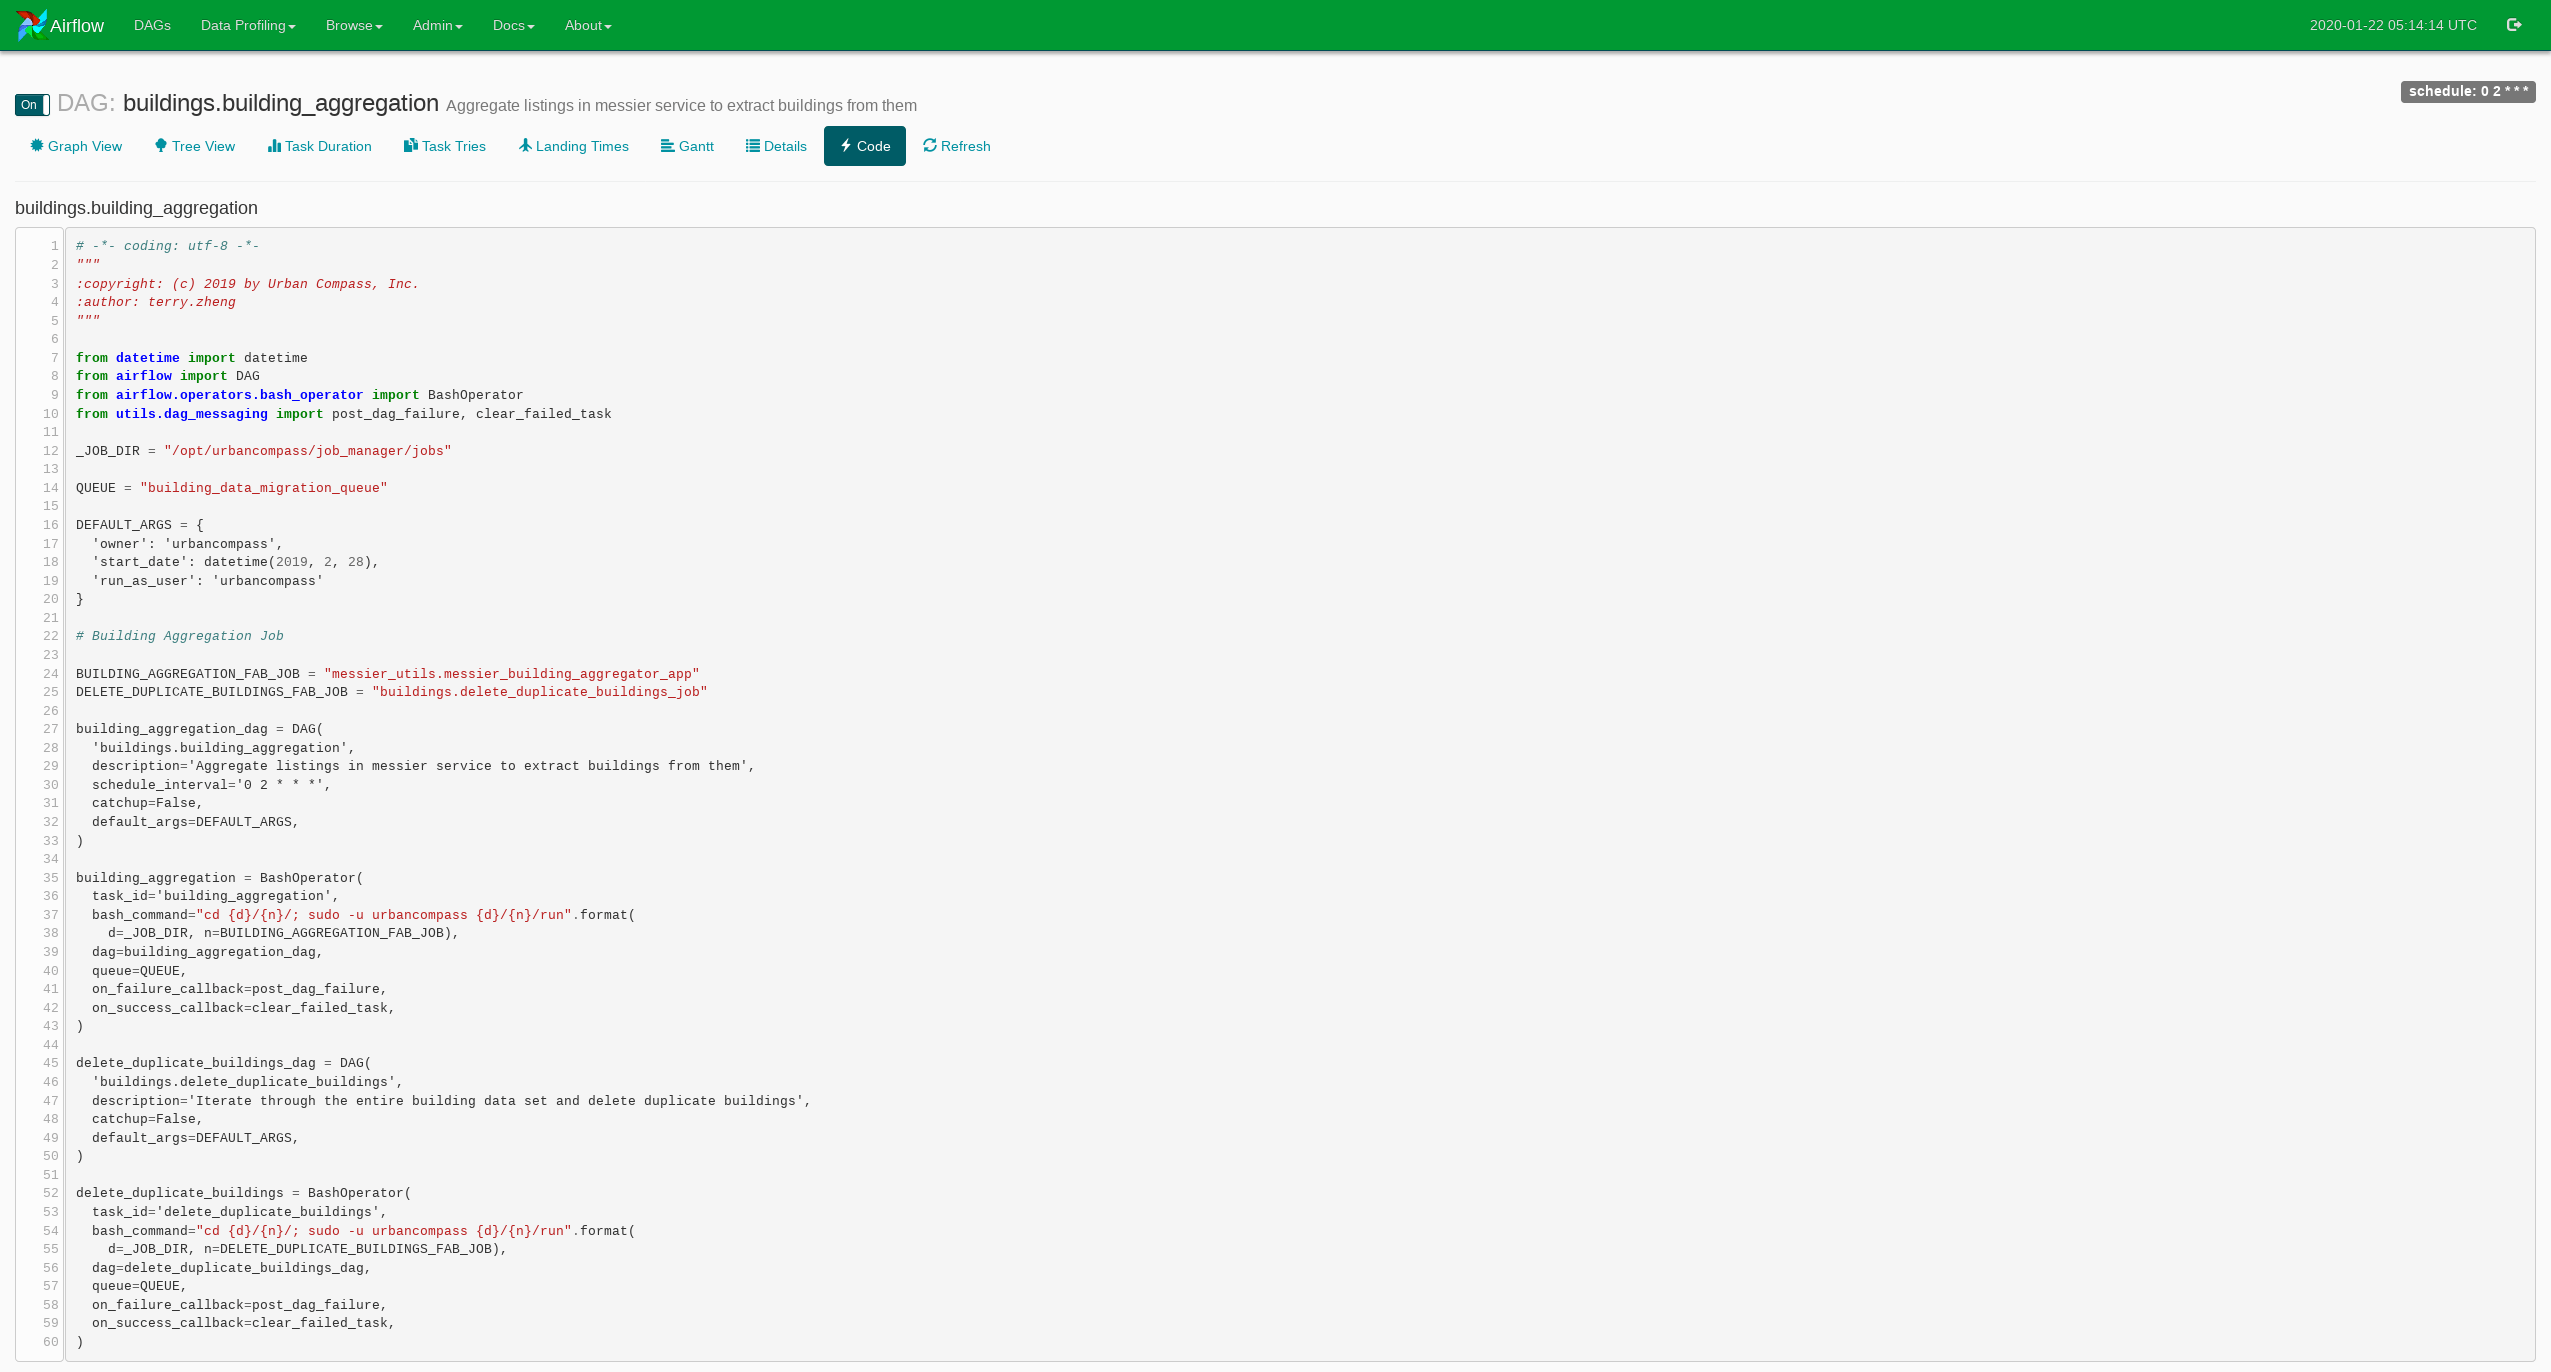 Airflow DAGs Data Profiling Browse Admin Docs About 2020-01-22 05:14:14 UTC
On DAG: buildings.building_aggregation Aggregate listings in messier service to extract buildings from them schedule: 0 2 * * *
Graph View Tree View Task Duration Task Tries Landing Times Gantt Details Code Refresh
buildings.building_aggregation
1 # -*- coding: utf-8 -*-
2 """
3 :copyright: (c) 2019 by Urban Compass, Inc.
4 :author: terry.zheng
5 """
6
7 from datetime import datetime
8 from airflow import DAG
9 from airflow.operators.bash_operator import BashOperator
10 from utils.dag_messaging import post_dag_failure, clear_failed_task
11
12 _JOB_DIR = "/opt/urbancompass/job_manager/jobs"
13
14 QUEUE = "building_data_migration_queue"
15
16 DEFAULT_ARGS = {
17   'owner': 'urbancompass',
18   'start_date': datetime(2019, 2, 28),
19   'run_as_user': 'urbancompass'
20 }
21
22 # Building Aggregation Job
23
24 BUILDING_AGGREGATION_FAB_JOB = "messier_utils.messier_building_aggregator_app"
25 DELETE_DUPLICATE_BUILDINGS_FAB_JOB = "buildings.delete_duplicate_buildings_job"
26
27 building_aggregation_dag = DAG(
28   'buildings.building_aggregation',
29   description='Aggregate listings in messier service to extract buildings from them',
30   schedule_interval='0 2 * * *',
31   catchup=False,
32   default_args=DEFAULT_ARGS,
33 )
34
35 building_aggregation = BashOperator(
36   task_id='building_aggregation',
37   bash_command="cd {d}/{n}/; sudo -u urbancompass {d}/{n}/run".format(
38     d=_JOB_DIR, n=BUILDING_AGGREGATION_FAB_JOB),
39   dag=building_aggregation_dag,
40   queue=QUEUE,
41   on_failure_callback=post_dag_failure,
42   on_success_callback=clear_failed_task,
43 )
44
45 delete_duplicate_buildings_dag = DAG(
46   'buildings.delete_duplicate_buildings',
47   description='Iterate through the entire building data set and delete duplicate buildings',
48   catchup=False,
49   default_args=DEFAULT_ARGS,
50 )
51
52 delete_duplicate_buildings = BashOperator(
53   task_id='delete_duplicate_buildings',
54   bash_command="cd {d}/{n}/; sudo -u urbancompass {d}/{n}/run".format(
55     d=_JOB_DIR, n=DELETE_DUPLICATE_BUILDINGS_FAB_JOB),
56   dag=delete_duplicate_buildings_dag,
57   queue=QUEUE,
58   on_failure_callback=post_dag_failure,
59   on_success_callback=clear_failed_task,
60 )